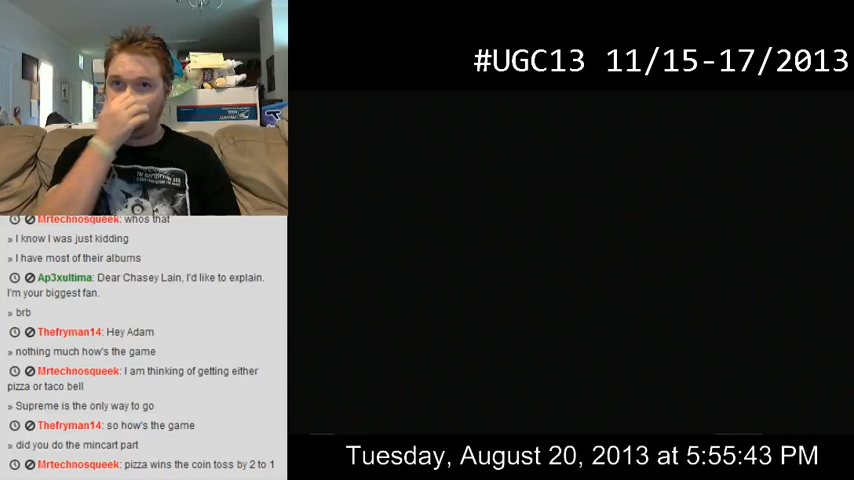 #UGC13 11/15-17/2013
Mrtechnosqueek: whos that
» I know I was just kidding
» I have most of their albums
Ap3xultima: Dear Chasey Lain, I'd like to explain.
I'm your biggest fan.
» brb
Thefryman14: Hey Adam
» nothing much how's the game
Mrtechnosqueek: I am thinking of getting either
pizza or taco bell
» Supreme is the only way to go
Thefryman14: so how's the game
» did you do the mincart part
Mrtechnosqueek: pizza wins the coin toss by 2 to 1
Tuesday, August 20, 2013 at 5:55:43 PM